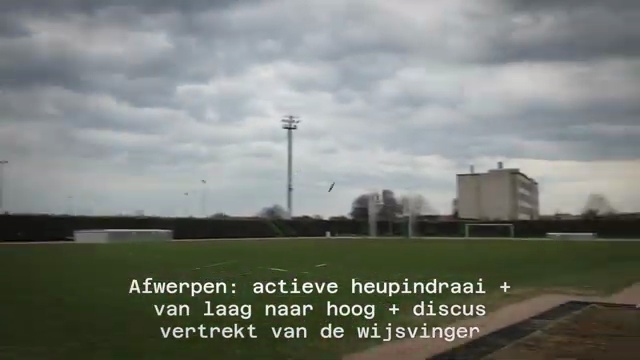 Afwerpen: actieve heupindraai +
van laag naar hoog + discus
vertrekt van de wijsvinger